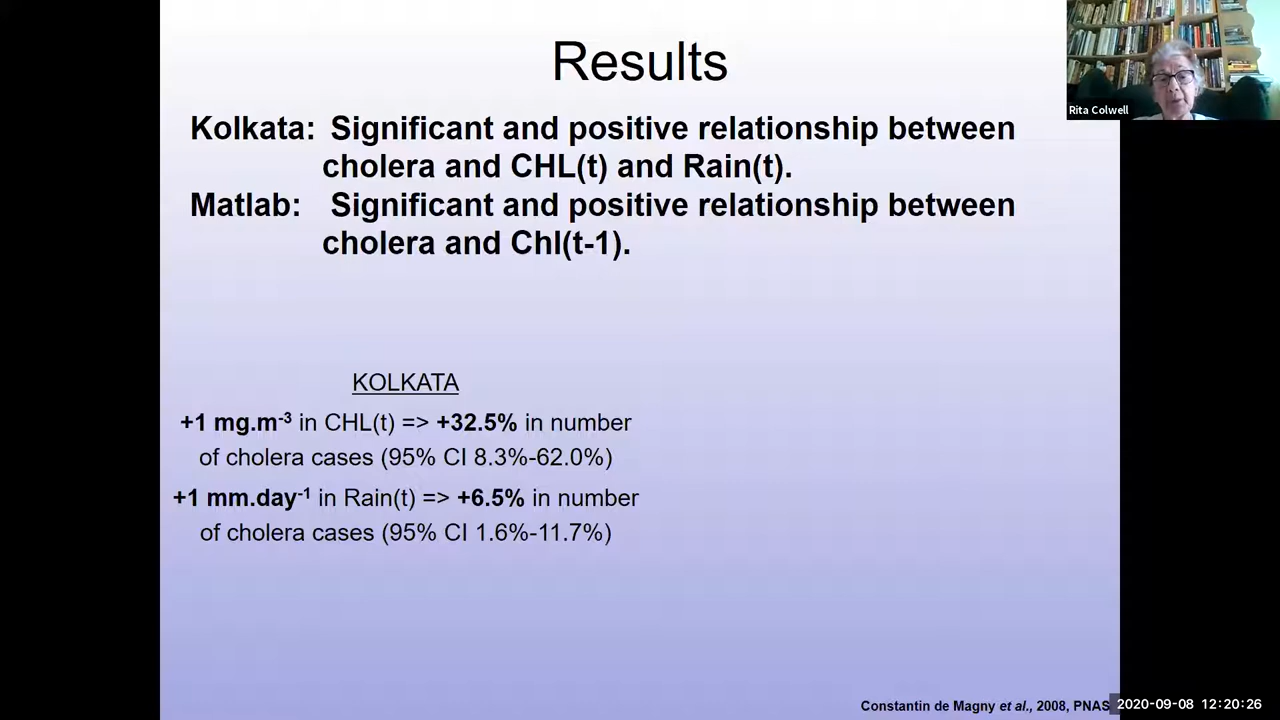 Results
Rita Colwell
Kolkata: Significant and positive relationship between
cholera and CHL(t) and Rain(t).
Matlab: Significant and positive relationship between
cholera and Chl(t-1).
KOLKATA
+1 mg.m-3 in CHL(t) => +32.5% in number
of cholera cases (95% CI 8.3%-62.0%)
+1 mm.day-1 in Rain(t) => +6.5% in number
of cholera cases (95% CI 1.6%-11.7%)
Constantin de Magny et al., 2008, PNAS
2020-09-08 12:20:26